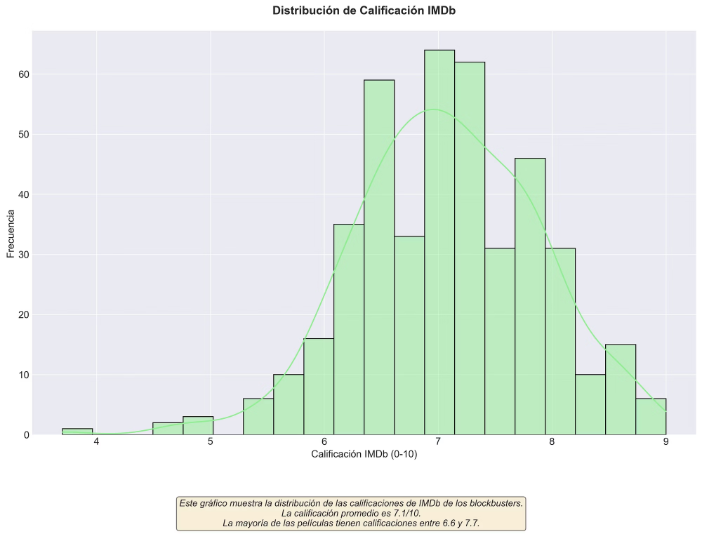 Distribución de Calificación IMDb
Frecuencia
60
50
40
30
20
10
0
4
5
6
7
8
9
Calificación IMDb (0-10)
Este gráfico muestra la distribución de las calificaciones de IMDb de los blockbusters.
La calificación promedio es 7.1/10.
La mayoría de las películas tienen calificaciones entre 6.6 y 7.7.